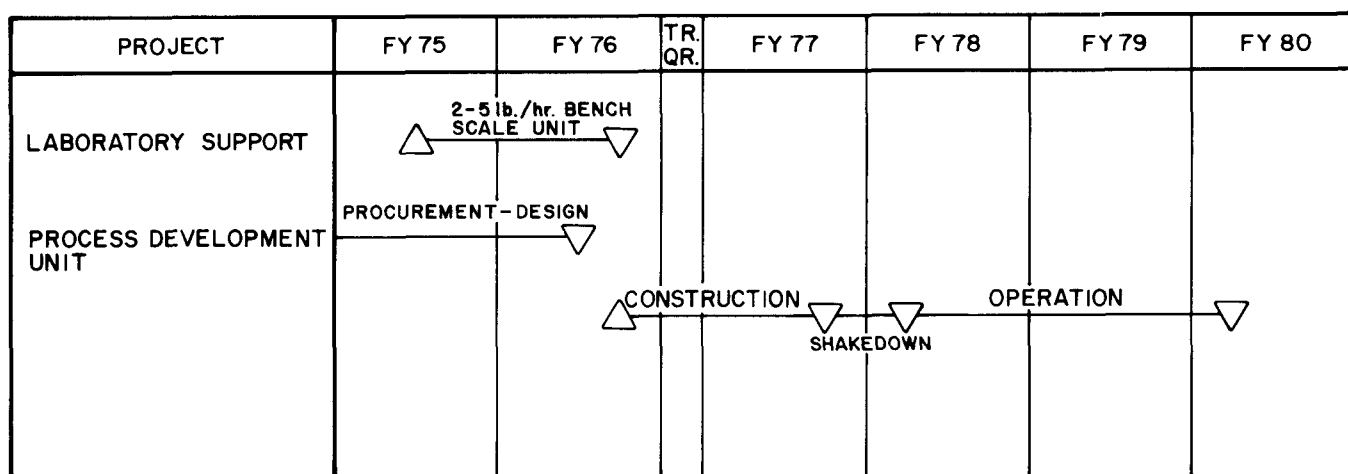 PROJECT
FY 75
FY 76
TR.
QR.
FY 77
FY 78
FY 79
FY 80
LABORATORY SUPPORT
2-5 lb./hr. BENCH
SCALE UNIT
PROCESS DEVELOPMENT
UNIT
PROCUREMENT-DESIGN
CONSTRUCTION
SHAKEDOWN
OPERATION